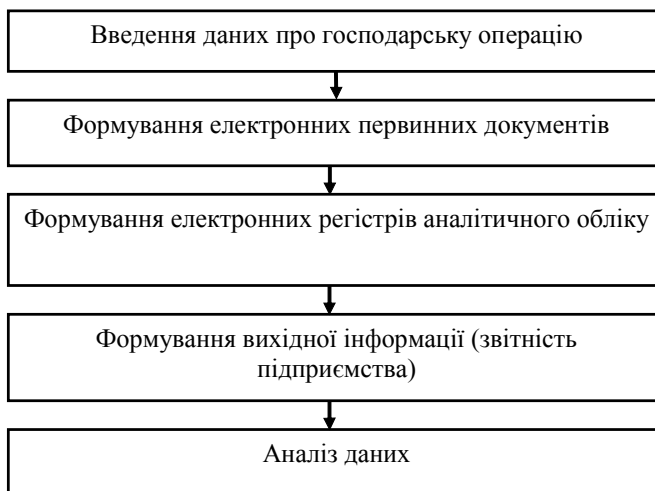 Введення даних про господарську операцію
Формування електронних первинних документів
Формування електронних регістрів аналітичного обліку
Формування вихідної інформації (звітність
підприємства)
Аналіз даних